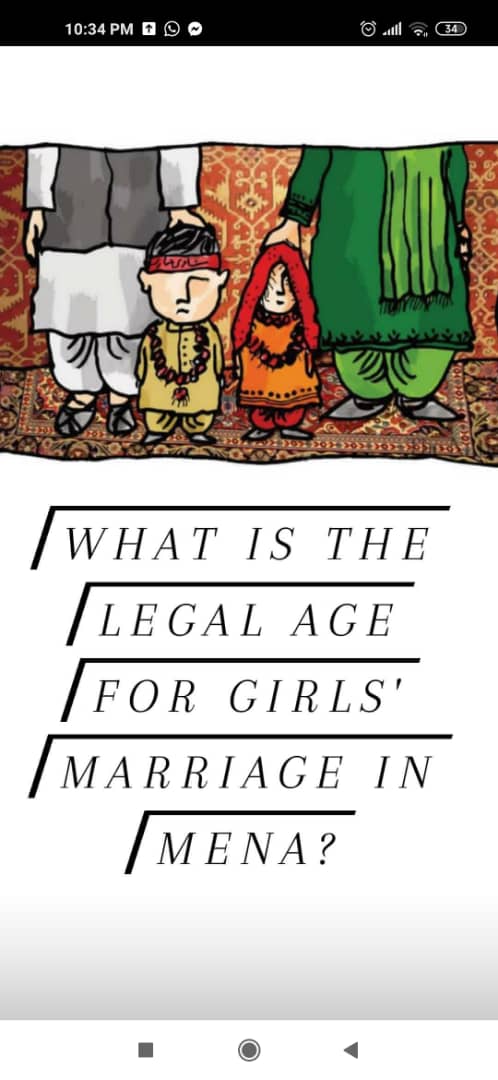 10:34 PM
34
WHAT IS THE
LEGAL AGE
FOR GIRLS'
MARRIAGE IN
MENA?